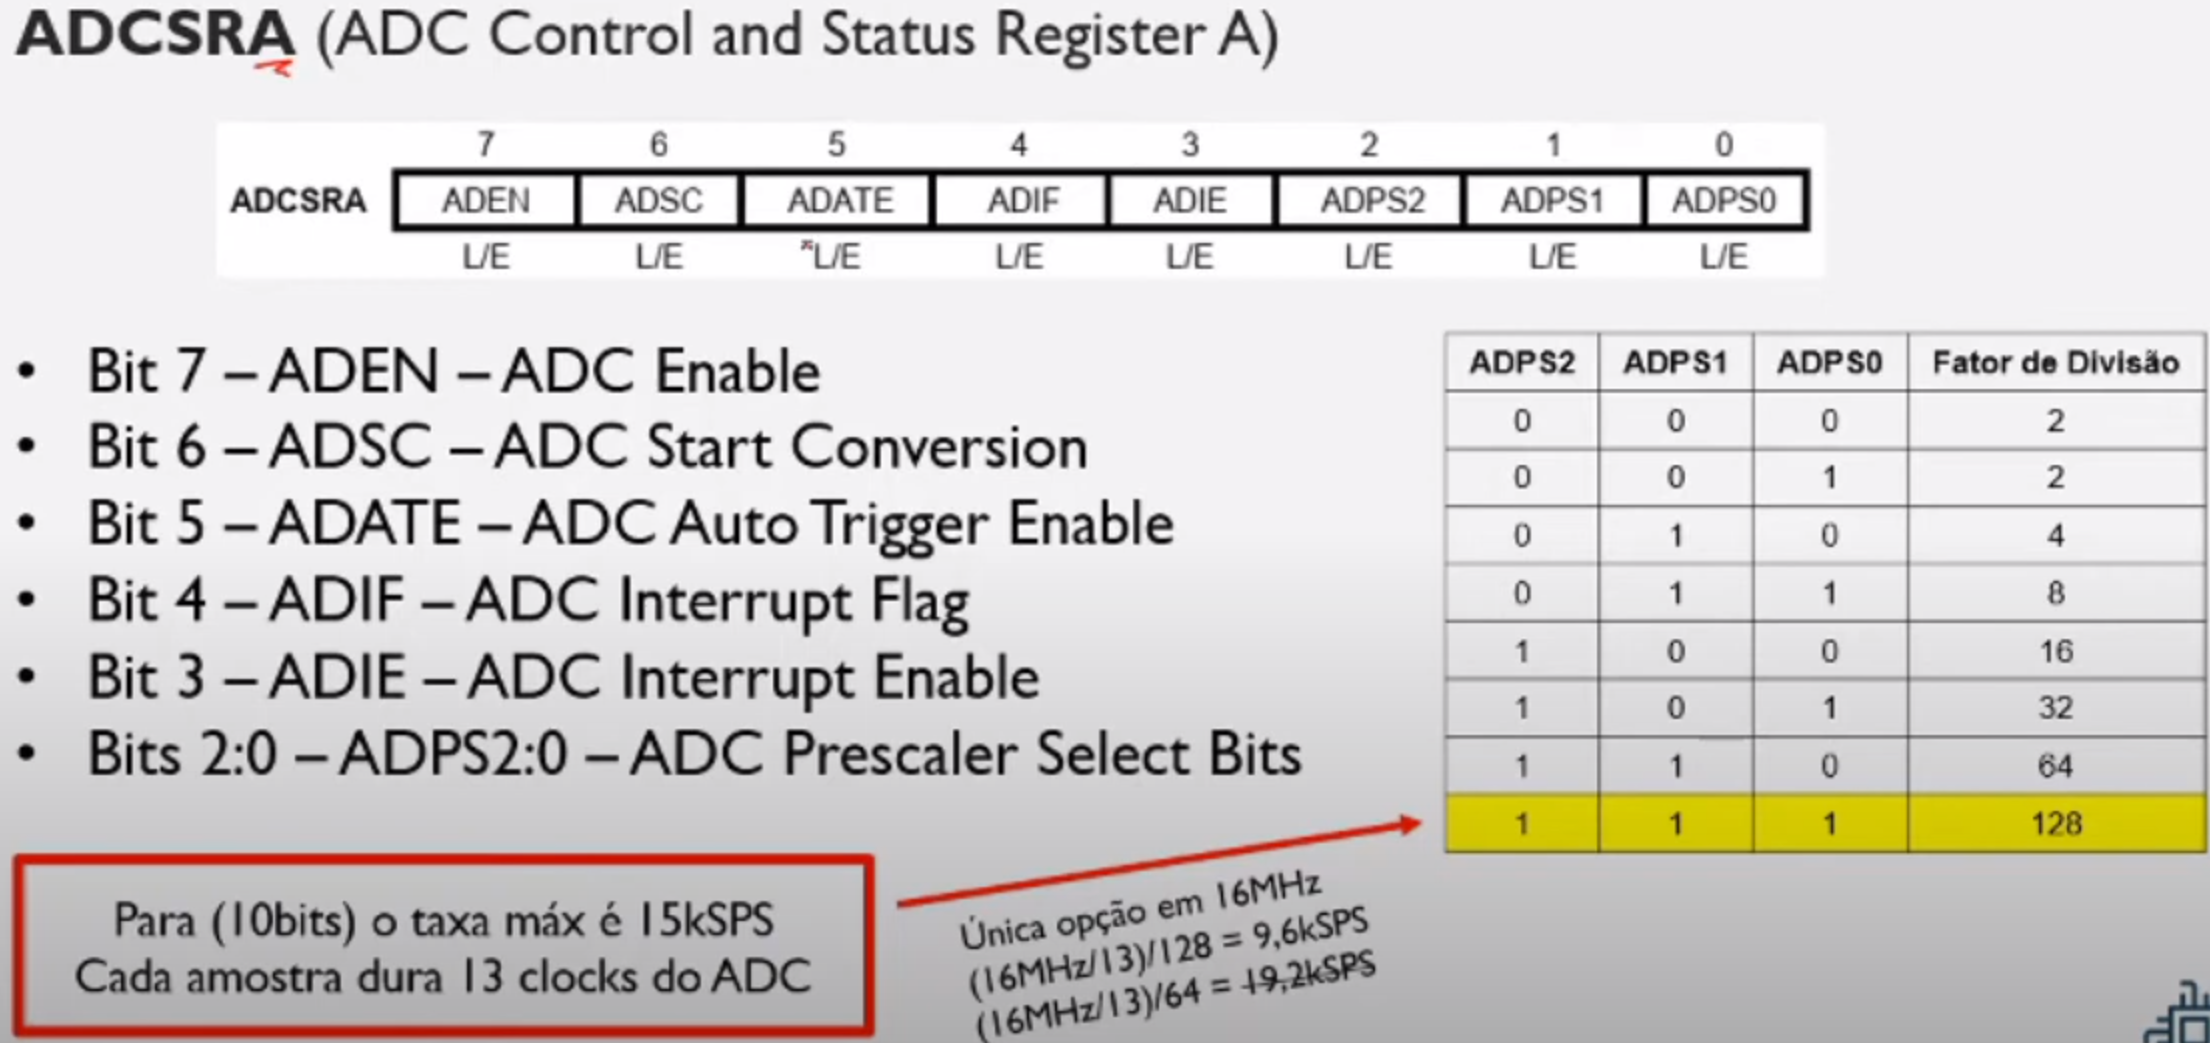 ADCSRA (ADC Control and Status Register A)
7 6 5 4 3 2 1 0
ADCSRA ADEN ADSC ADATE ADIF ADIE ADPS2 ADPS1 ADPS0
L/E L/E L/E L/E L/E L/E L/E L/E
• Bit 7 – ADEN – ADC Enable
• Bit 6 – ADSC – ADC Start Conversion
• Bit 5 – ADATE – ADC Auto Trigger Enable
• Bit 4 – ADIF – ADC Interrupt Flag
• Bit 3 – ADIE – ADC Interrupt Enable
• Bits 2:0 – ADPS2:0 – ADC Prescaler Select Bits
ADPS2 ADPS1 ADPS0 Fator de Divisão
0 0 0 2
0 0 1 2
0 1 0 4
0 1 1 8
1 0 0 16
1 0 1 32
1 1 0 64
1 1 1 128
Para (10bits) o taxa máx é 15kSPS
Cada amostra dura 13 clocks do ADC
Única opção em 16MHz
(16MHz/13)/128 = 9,6kSPS
(16MHz/13)/64 = 19,2kSPS